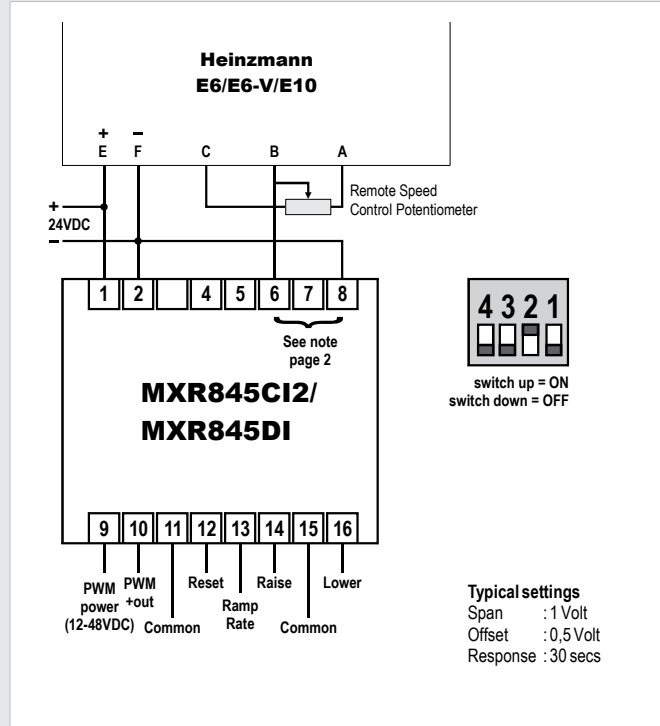 Heinzmann
E6/E6-V/E10
+ −
E F C B A
Remote Speed
Control Potentiometer
+
24VDC
−
1 2 4 5 6 7 8
See note
page 2
MXR845CI2/
MXR845DI
4 3 2 1
switch up = ON
switch down = OFF
9 10 11 12 13 14 15 16
PWM
power
(12-48VDC)
PWM
+out
Common
Reset
Ramp
Rate
Raise
Common
Lower
Typical settings
Span : 1 Volt
Offset : 0,5 Volt
Response : 30 secs